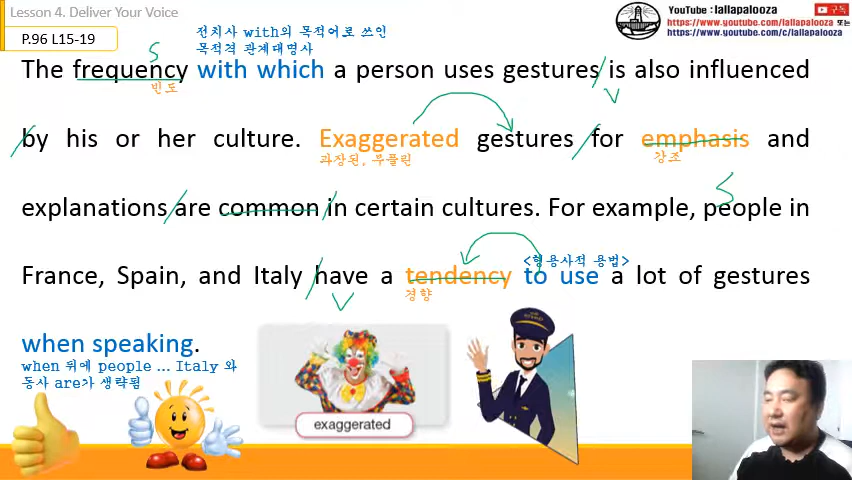 Lesson 4. Deliver Your Voice
P.96 L15-19
전치사 with의 목적어로 쓰인
목적격 관계대명사
YouTube : lallapalooza
구독
https://www.youtube.com/lallapalooza 또는
https://www.youtube.com/c/lallapalooza
S
The frequency with which a person uses gestures is also influenced
빈도
V
by his or her culture. Exaggerated gestures for emphasis and
과장된, 부풀린
강조
S
explanations are common in certain cultures. For example, people in
<형용사적 용법>
France, Spain, and Italy have a tendency to use a lot of gestures
경향
V
when speaking.
when 뒤에 people ... Italy 와
동사 are가 생략됨
exaggerated